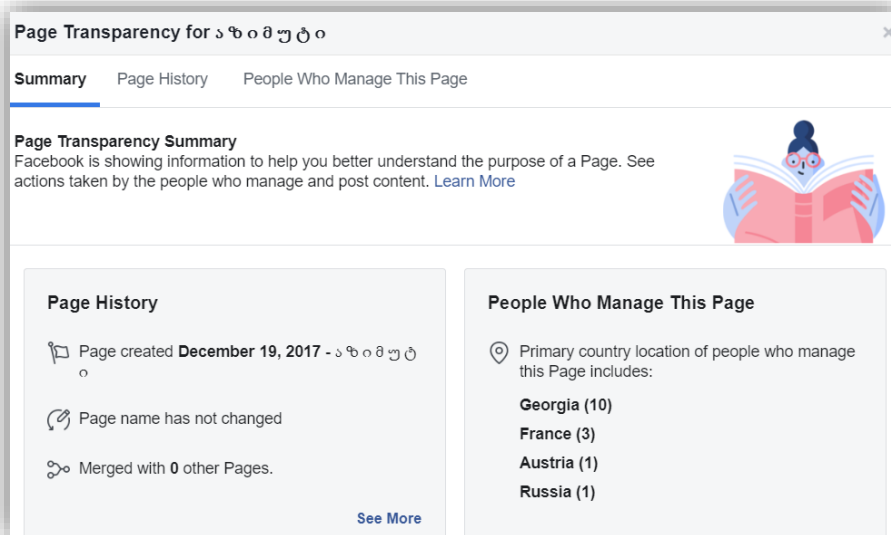 Page Transparency for აზიმუტი
Summary Page History People Who Manage This Page
Page Transparency Summary
Facebook is showing information to help you better understand the purpose of a Page. See
actions taken by the people who manage and post content. Learn More
Page History
Page created December 19, 2017 - აზიმუტ
ი
Page name has not changed
Merged with 0 other Pages.
See More
People Who Manage This Page
Primary country location of people who manage
this Page includes:
Georgia (10)
France (3)
Austria (1)
Russia (1)